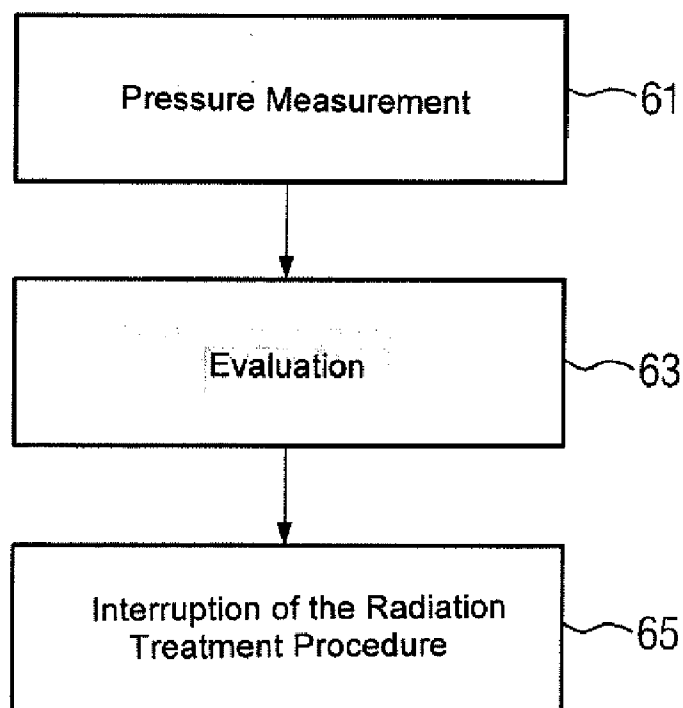 Pressure Measurement
61
Evaluation
63
Interruption of the Radiation
Treatment Procedure
65